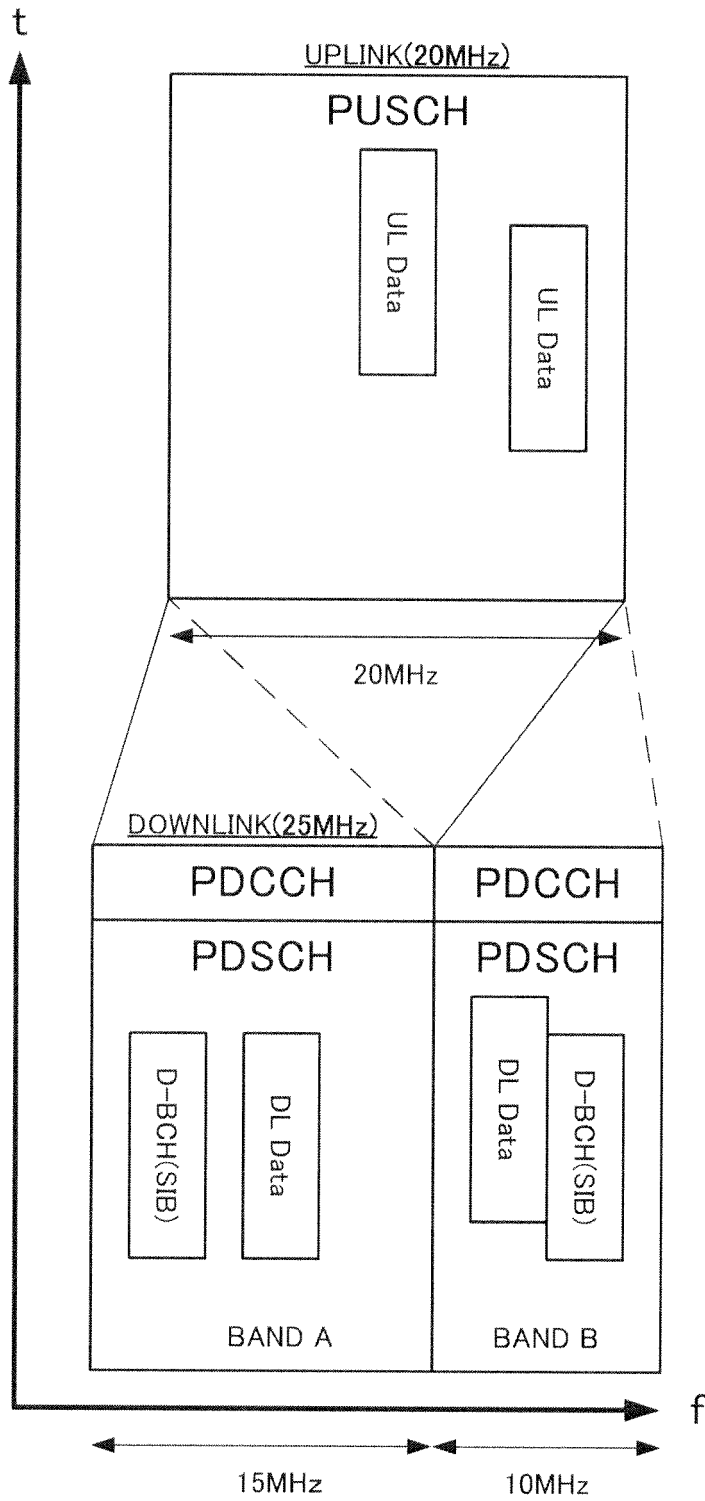 t
UPLINK(20MHz)
PUSCH
UL Data
UL Data
20MHz
DOWNLINK(25MHz)
PDCCH
PDCCH
PDSCH
PDSCH
D-BCH(SIB)
DL Data
DL Data
D-BCH(SIB)
BAND A
BAND B
f
15MHz
10MHz